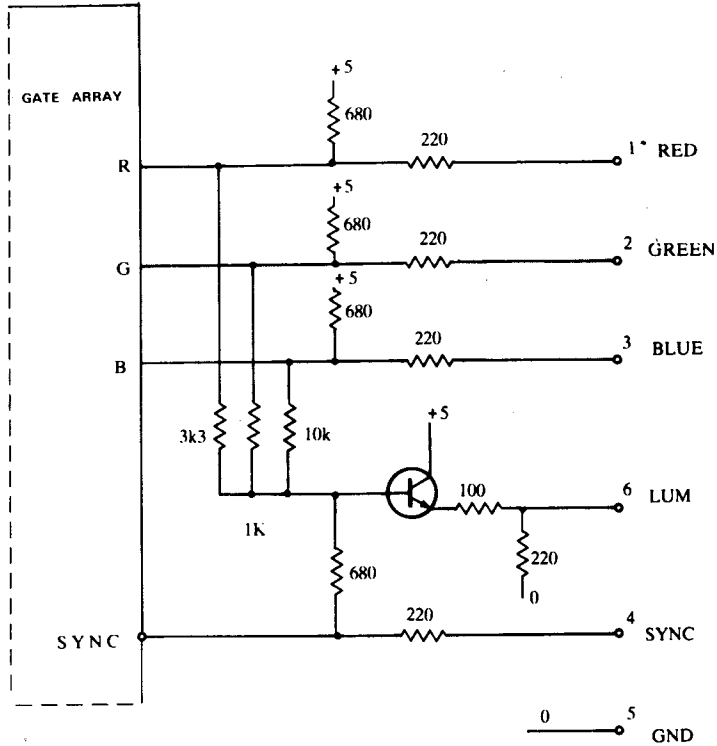 GATE ARRAY
+5
680
R
220
1 RED
+5
680
G
220
2 GREEN
+5
680
B
220
3 BLUE
3k3
10k
1K
+5
100
6 LUM
220
0
680
SYNC
220
4 SYNC
0
5 GND